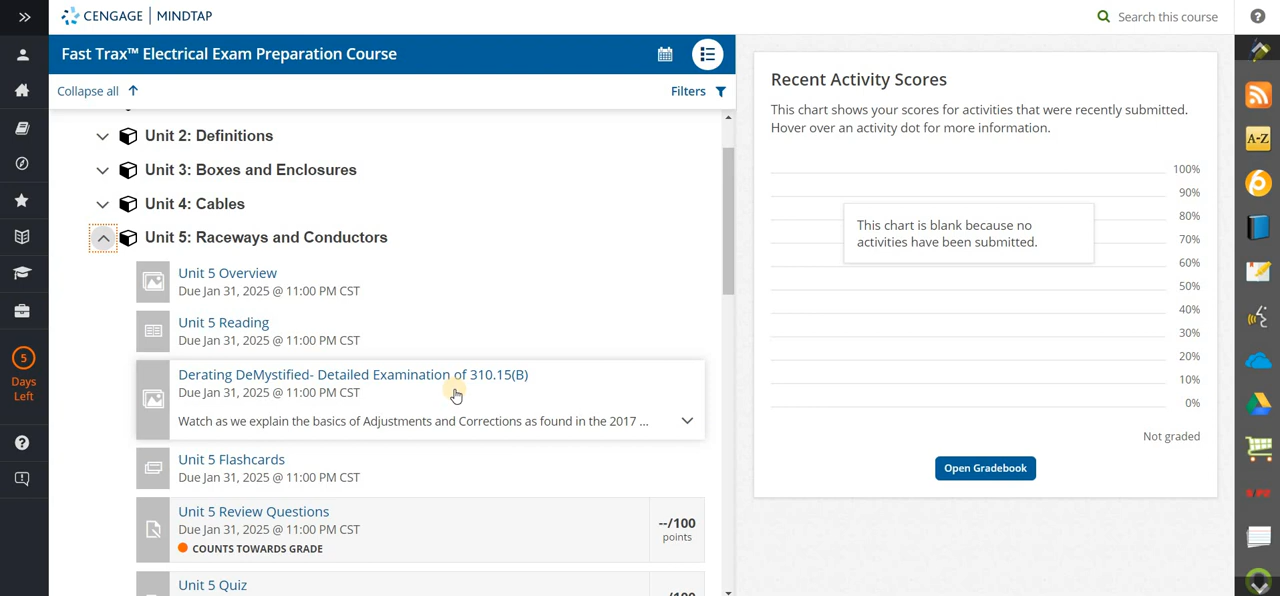 CENGAGE | MINDTAP
Search this course
Fast Trax™ Electrical Exam Preparation Course
Collapse all
Filters
Unit 2: Definitions
Unit 3: Boxes and Enclosures
Unit 4: Cables
Unit 5: Raceways and Conductors
Unit 5 Overview
Due Jan 31, 2025 @ 11:00 PM CST
Unit 5 Reading
Due Jan 31, 2025 @ 11:00 PM CST
Derating DeMystified- Detailed Examination of 310.15(B)
Due Jan 31, 2025 @ 11:00 PM CST
Watch as we explain the basics of Adjustments and Corrections as found in the 2017 ...
Unit 5 Flashcards
Due Jan 31, 2025 @ 11:00 PM CST
Unit 5 Review Questions
Due Jan 31, 2025 @ 11:00 PM CST
COUNTS TOWARDS GRADE
--/100
points
Unit 5 Quiz
5
Days
Left
Recent Activity Scores
This chart shows your scores for activities that were recently submitted.
Hover over an activity dot for more information.
100%
90%
80%
70%
60%
50%
40%
30%
20%
10%
0%
This chart is blank because no
activities have been submitted.
Not graded
Open Gradebook
A-Z